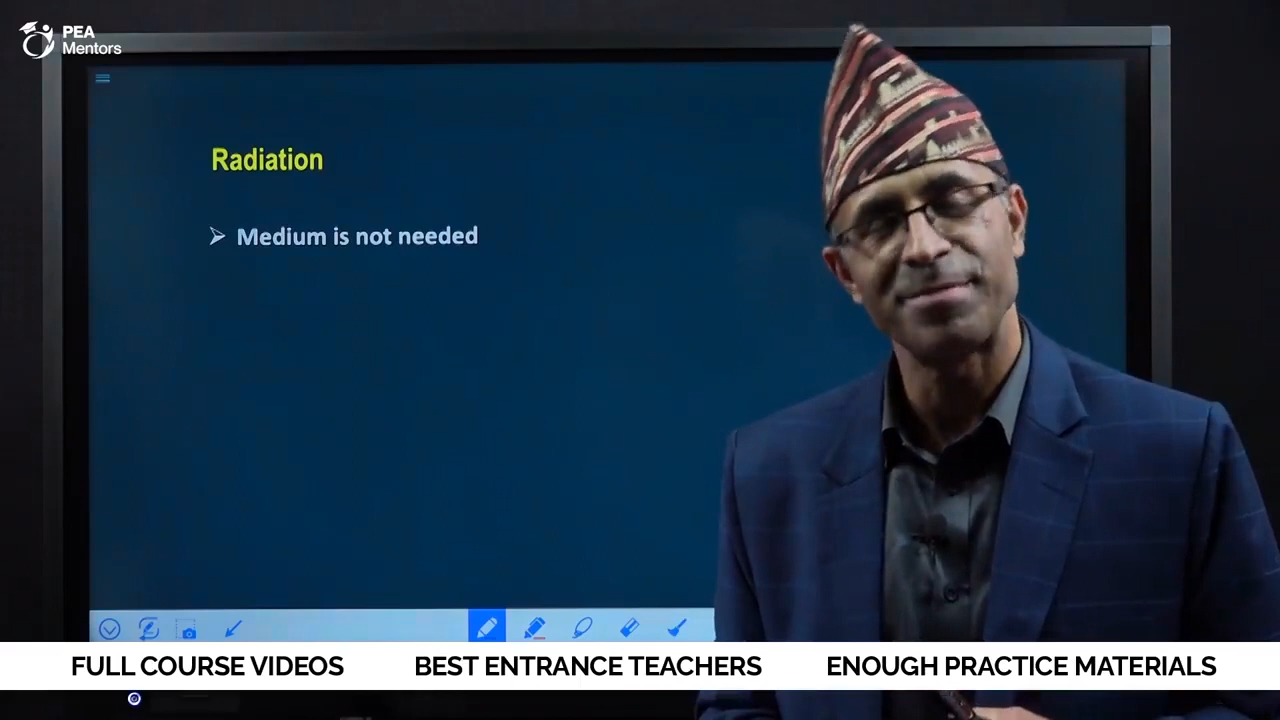 PEA
Mentors
Radiation
Medium is not needed
FULL COURSE VIDEOS BEST ENTRANCE TEACHERS ENOUGH PRACTICE MATERIALS